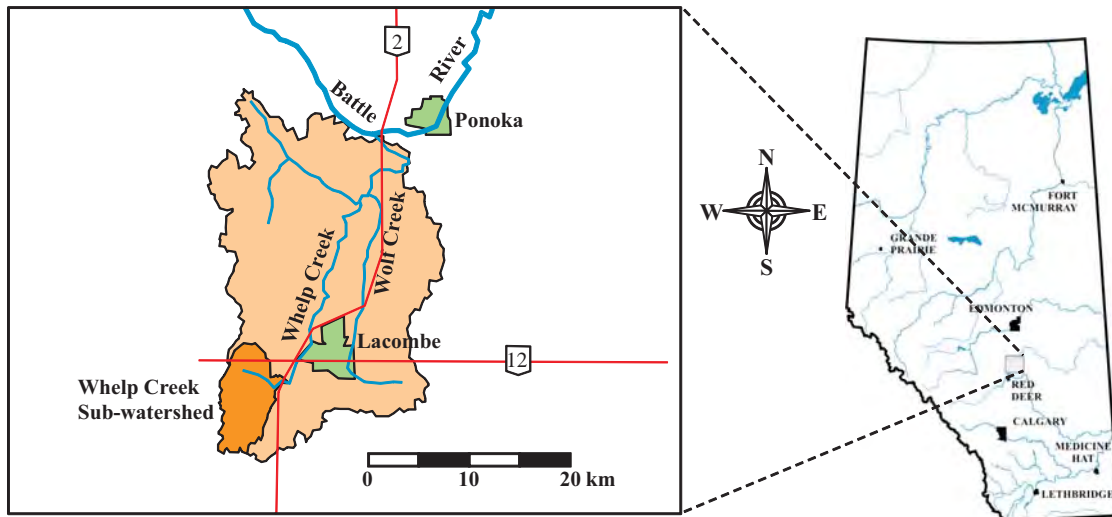 2
Battle
River
Ponoka
Whelp Creek
Wolf Creek
Lacombe
12
Whelp Creek
Sub-watershed
0
10
20 km
N
W
E
S
FORT
MCMURRAY
GRANDE
PRAIRIE
EDMONTON
RED
DEER
CALGARY
MEDICINE
HAT
LETHBRIDGE